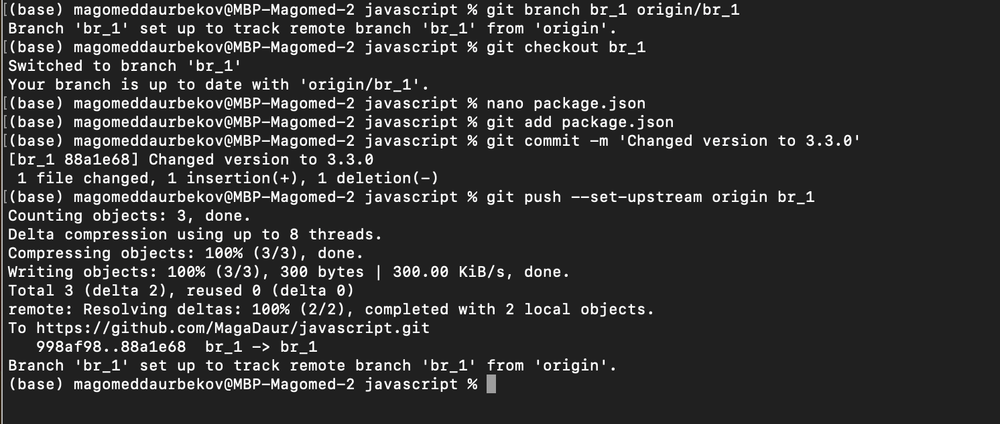 [(base) magomeddaurbekov@MBP-Magomed-2 javascript % git branch br_1 origin/br_1
Branch 'br_1' set up to track remote branch 'br_1' from 'origin'.
[(base) magomeddaurbekov@MBP-Magomed-2 javascript % git checkout br_1
Switched to branch 'br_1'
Your branch is up to date with 'origin/br_1'.
[(base) magomeddaurbekov@MBP-Magomed-2 javascript % nano package.json
[(base) magomeddaurbekov@MBP-Magomed-2 javascript % git add package.json
[(base) magomeddaurbekov@MBP-Magomed-2 javascript % git commit -m 'Changed version to 3.3.0'
[br_1 88a1e68] Changed version to 3.3.0
 1 file changed, 1 insertion(+), 1 deletion(-)
[(base) magomeddaurbekov@MBP-Magomed-2 javascript % git push --set-upstream origin br_1
Counting objects: 3, done.
Delta compression using up to 8 threads.
Compressing objects: 100% (3/3), done.
Writing objects: 100% (3/3), 300 bytes | 300.00 KiB/s, done.
Total 3 (delta 2), reused 0 (delta 0)
remote: Resolving deltas: 100% (2/2), completed with 2 local objects.
To https://github.com/MagaDaur/javascript.git
   998af98..88a1e68  br_1 -> br_1
Branch 'br_1' set up to track remote branch 'br_1' from 'origin'.
(base) magomeddaurbekov@MBP-Magomed-2 javascript %